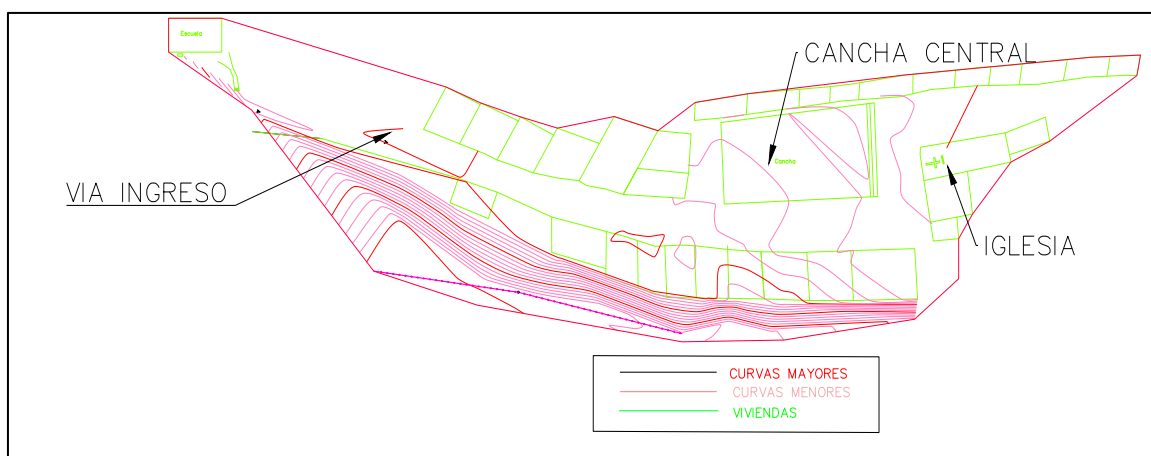 Escuela
CANCHA CENTRAL
Cancha
VIA INGRESO
IGLESIA
CURVAS MAYORES
CURVAS MENORES
VIVIENDAS